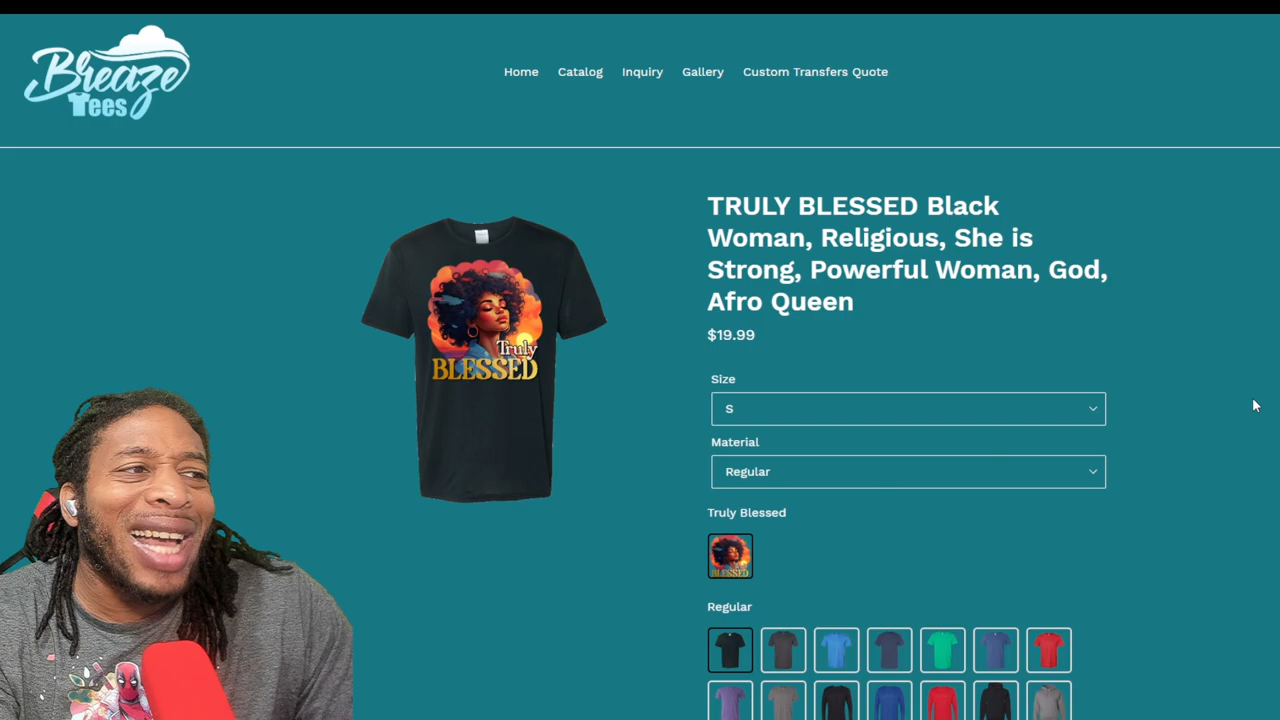 Breaze
Tees
Home Catalog Inquiry Gallery Custom Transfers Quote
TRULY BLESSED Black
Woman, Religious, She is
Strong, Powerful Woman, God,
Afro Queen
$19.99
Truly
BLESSED
Size
S
Material
Regular
Truly Blessed
BLESSED
Regular